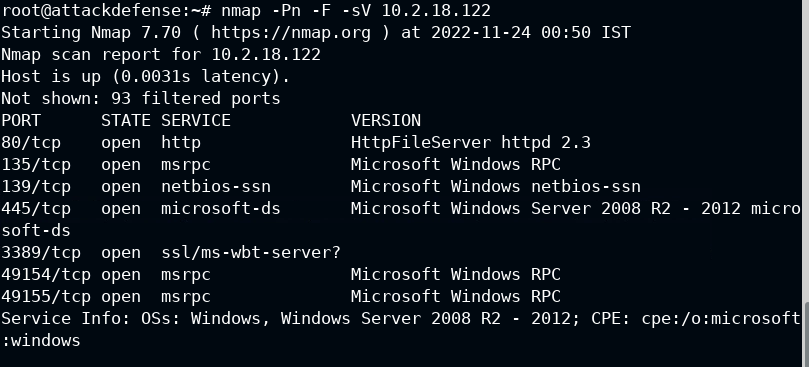 root@attackdefense:~# nmap -Pn -F -sV 10.2.18.122
Starting Nmap 7.70 ( https://nmap.org ) at 2022-11-24 00:50 IST
Nmap scan report for 10.2.18.122
Host is up (0.0031s latency).
Not shown: 93 filtered ports
PORT      STATE SERVICE            VERSION
80/tcp    open  http               HttpFileServer httpd 2.3
135/tcp   open  msrpc              Microsoft Windows RPC
139/tcp   open  netbios-ssn        Microsoft Windows netbios-ssn
445/tcp   open  microsoft-ds       Microsoft Windows Server 2008 R2 - 2012 micro
soft-ds
3389/tcp  open  ssl/ms-wbt-server?
49154/tcp open  msrpc              Microsoft Windows RPC
49155/tcp open  msrpc              Microsoft Windows RPC
Service Info: OSs: Windows, Windows Server 2008 R2 - 2012; CPE: cpe:/o:microsoft
:windows